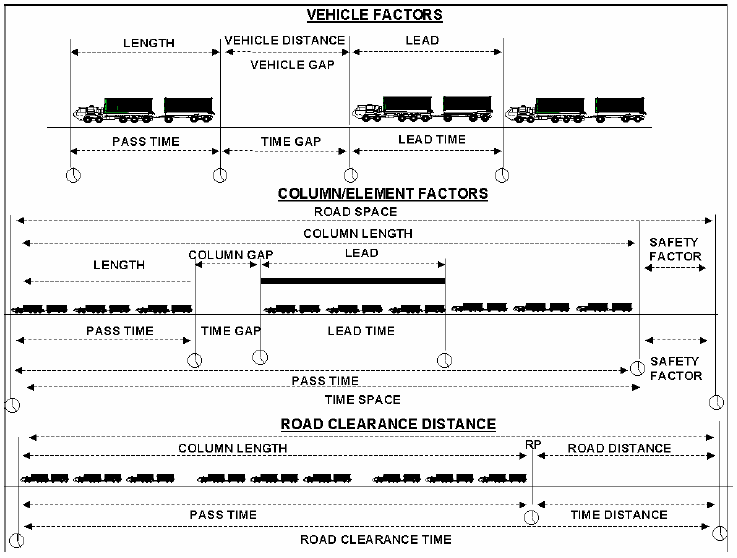 VEHICLE FACTORS
LENGTH
VEHICLE DISTANCE
LEAD
VEHICLE GAP
PASS TIME
TIME GAP
LEAD TIME
COLUMN/ELEMENT FACTORS
ROAD SPACE
COLUMN LENGTH
SAFETY
FACTOR
COLUMN GAP
LEAD
LENGTH
PASS TIME
TIME GAP
LEAD TIME
SAFETY
FACTOR
PASS TIME
TIME SPACE
ROAD CLEARANCE DISTANCE
COLUMN LENGTH
RP
ROAD DISTANCE
PASS TIME
TIME DISTANCE
ROAD CLEARANCE TIME